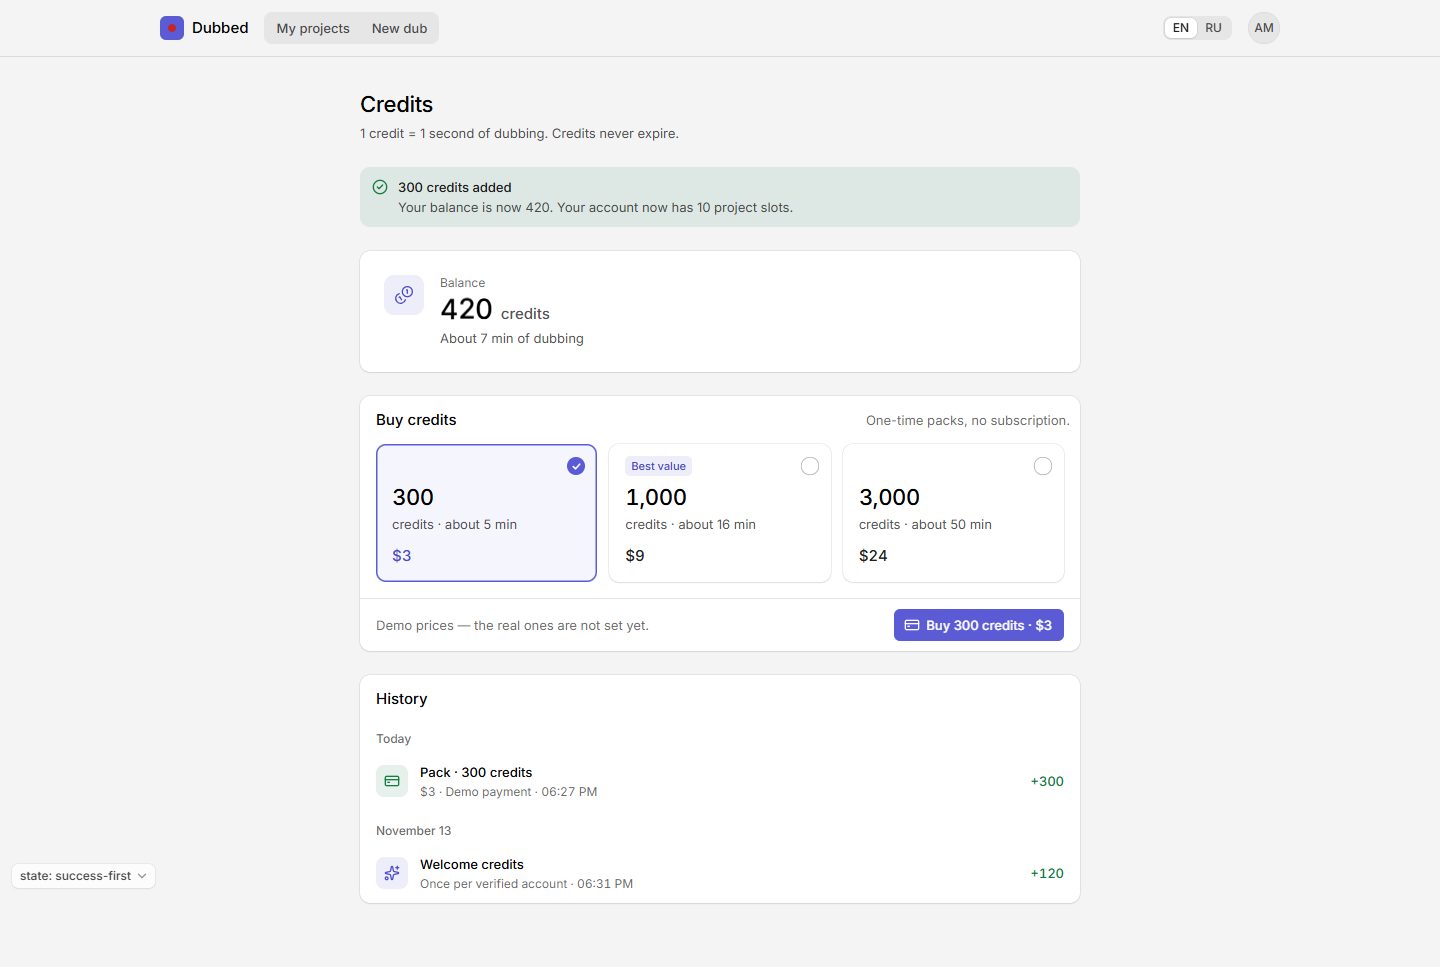 Dubbed
My projects
New dub
EN
RU
AM
Credits
1 credit = 1 second of dubbing. Credits never expire.
300 credits added
Your balance is now 420. Your account now has 10 project slots.
Balance
420 credits
About 7 min of dubbing
Buy credits
One-time packs, no subscription.
300
credits · about 5 min
$3
Best value
1,000
credits · about 16 min
$9
3,000
credits · about 50 min
$24
Demo prices — the real ones are not set yet.
Buy 300 credits · $3
History
Today
Pack · 300 credits
$3 · Demo payment · 06:27 PM
+300
November 13
Welcome credits
Once per verified account · 06:31 PM
+120
state: success-first